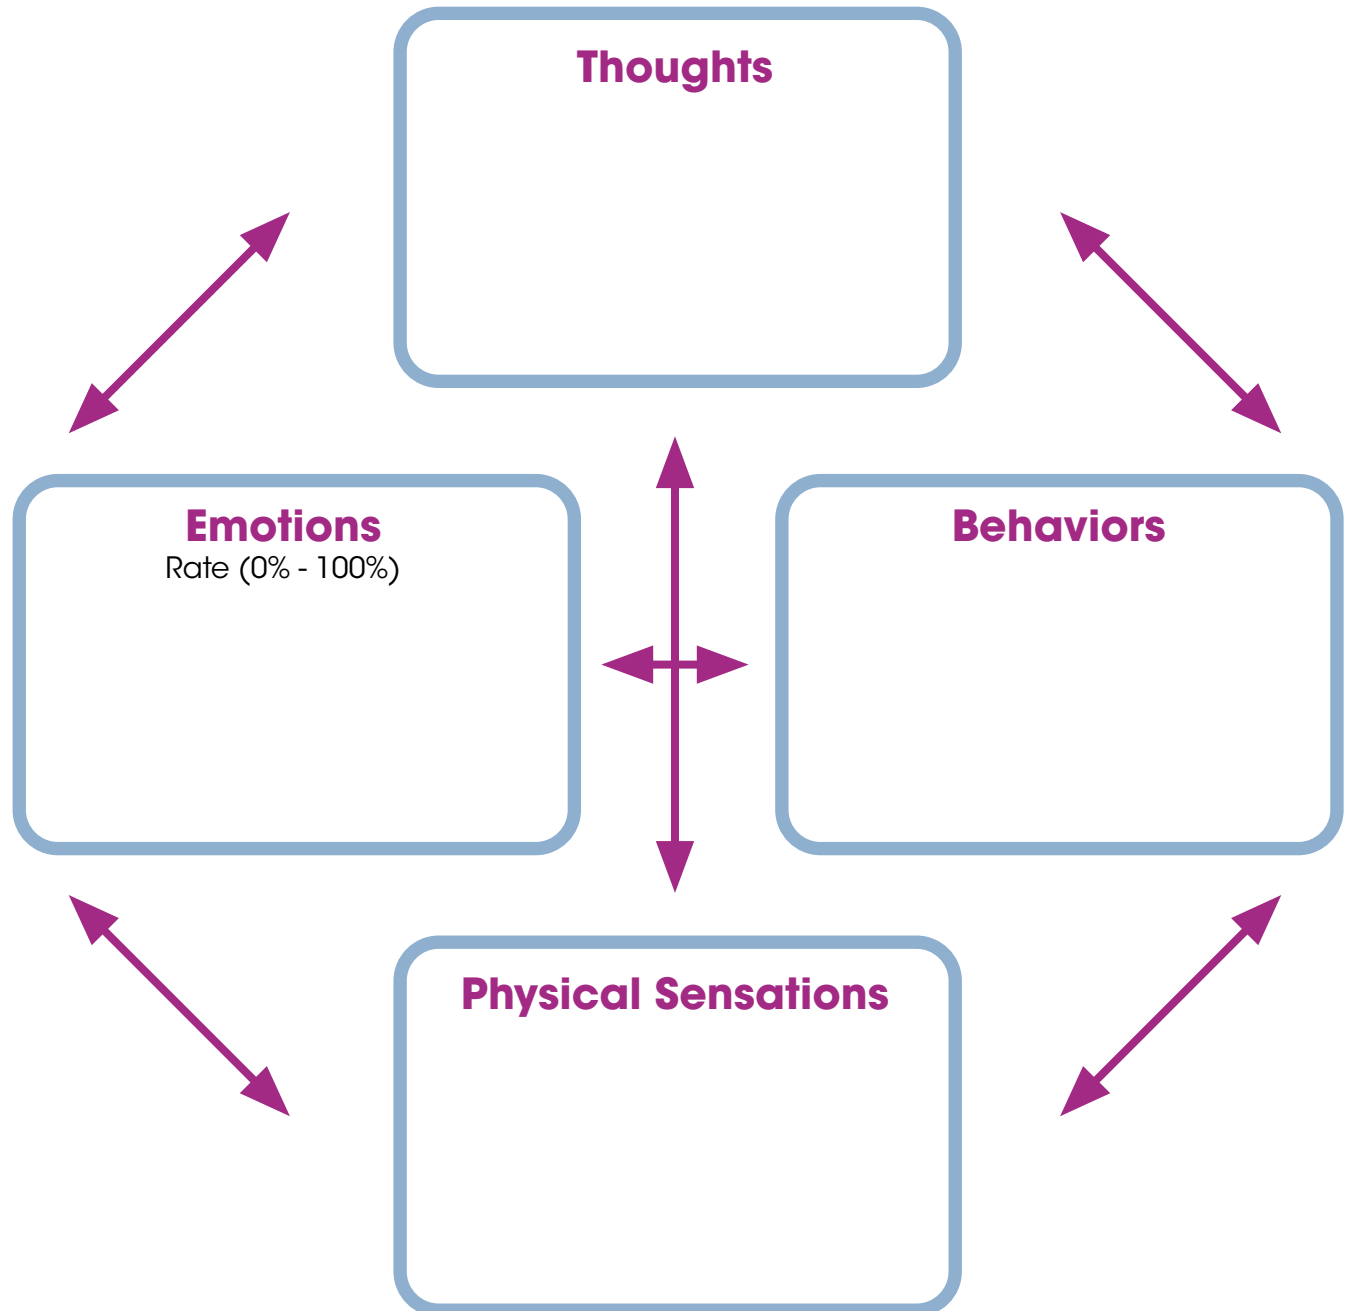 Thoughts
Emotions
Rate (0% - 100%)
Behaviors
Physical Sensations